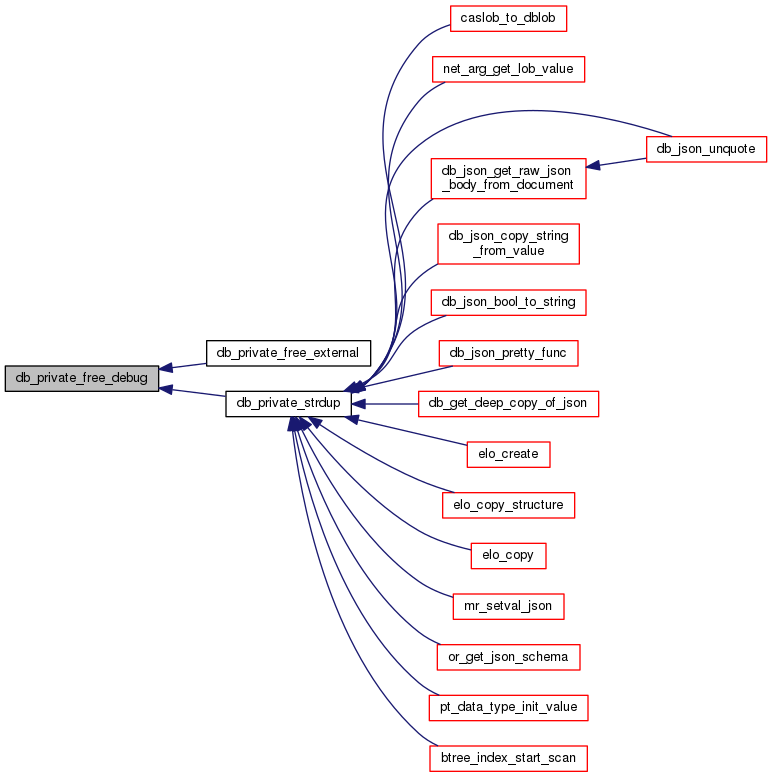 caslob_to_dblob
net_arg_get_lob_value
db_json_unquote
db_json_get_raw_json
_body_from_document
db_json_copy_string
_from_value
db_json_bool_to_string
db_private_free_external
db_json_pretty_func
db_private_free_debug
db_private_strdup
db_get_deep_copy_of_json
elo_create
elo_copy_structure
elo_copy
mr_setval_json
or_get_json_schema
pt_data_type_init_value
btree_index_start_scan